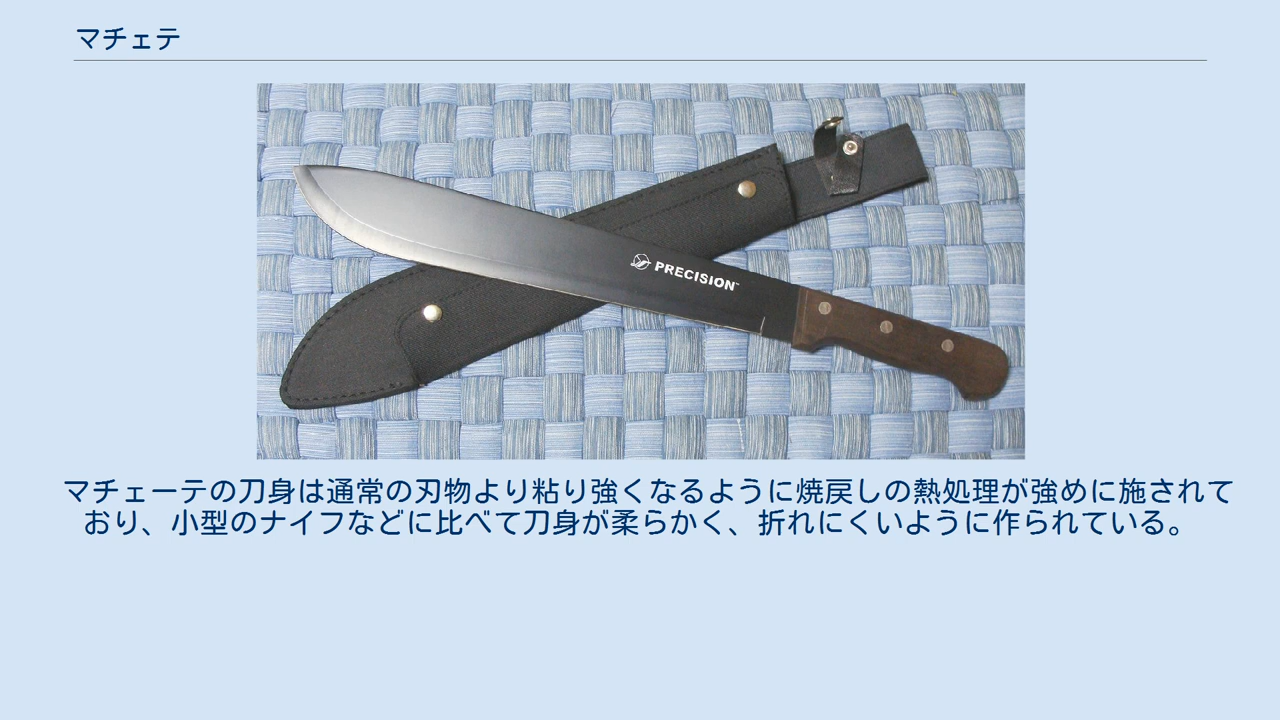 マチェテ
PRECISION™
マチェーテの刀身は通常の刃物より粘り強くなるように焼戻しの熱処理が強めに施されて
おり、小型のナイフなどに比べて刀身が柔らかく、折れにくいように作られている。